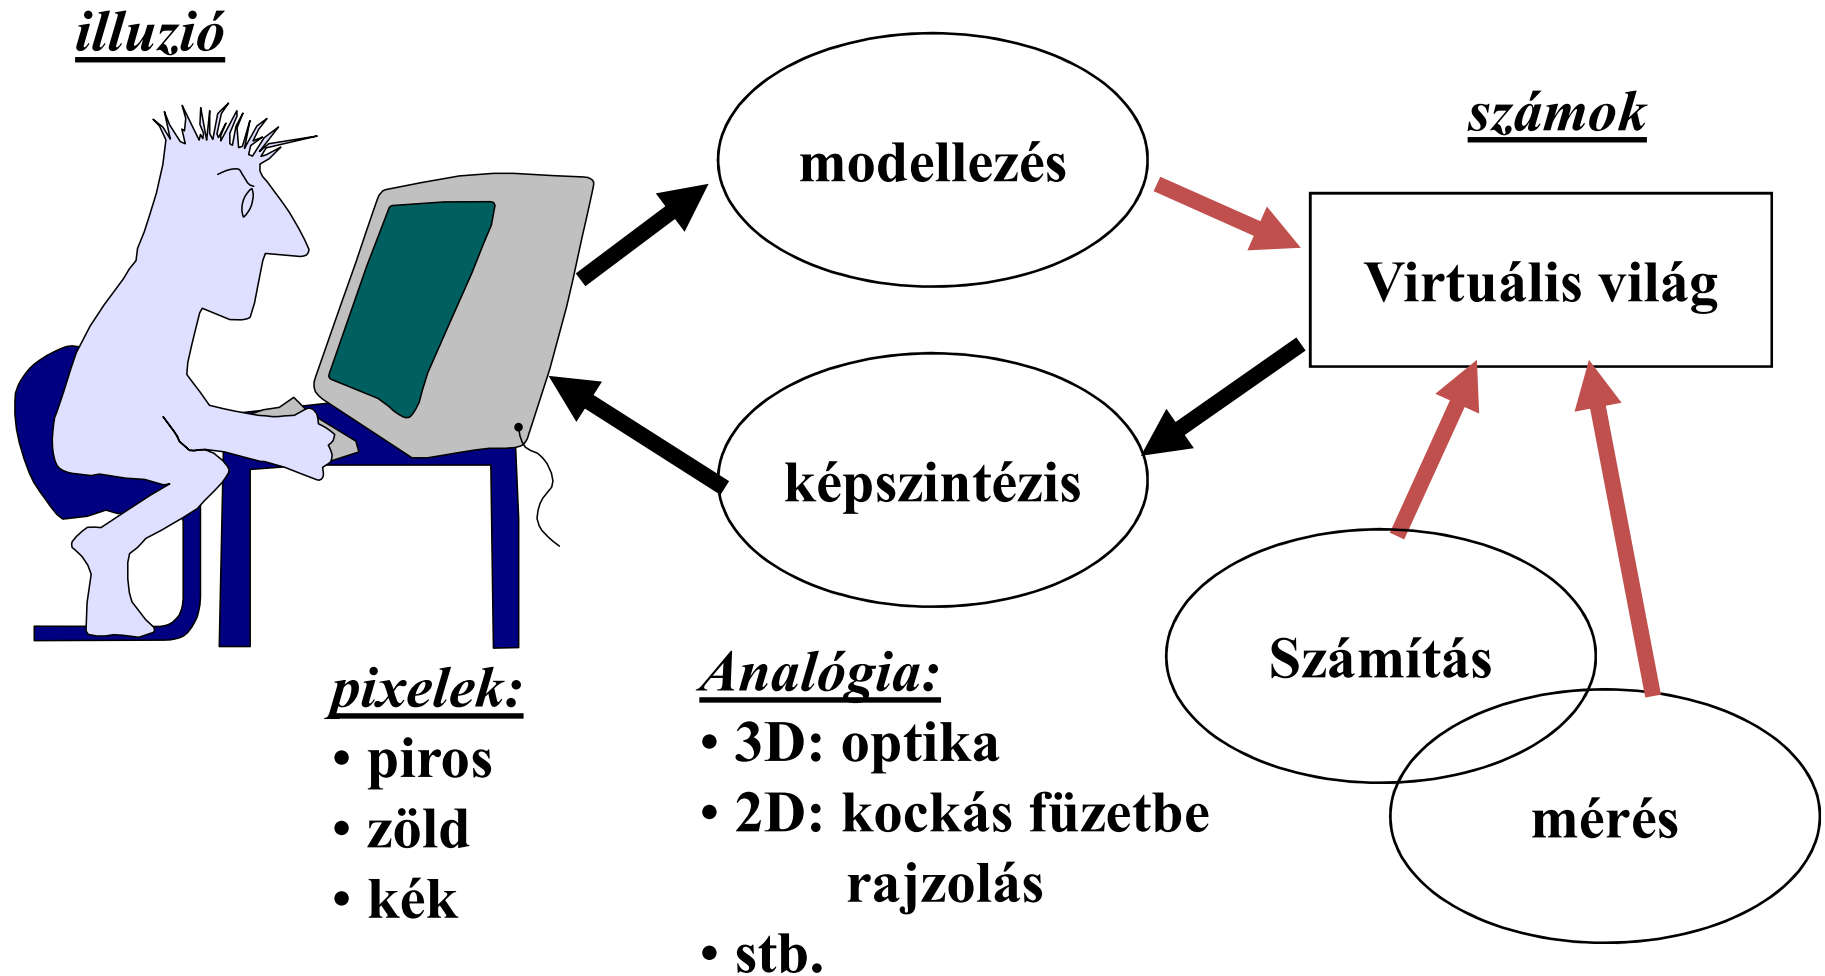 illuzió
modellezés
számok
Virtuális világ
képszintézis
Számítás
mérés
pixelek:
• piros
• zöld
• kék
Analógia:
• 3D: optika
• 2D: kockás füzetbe
rajzolás
• stb.